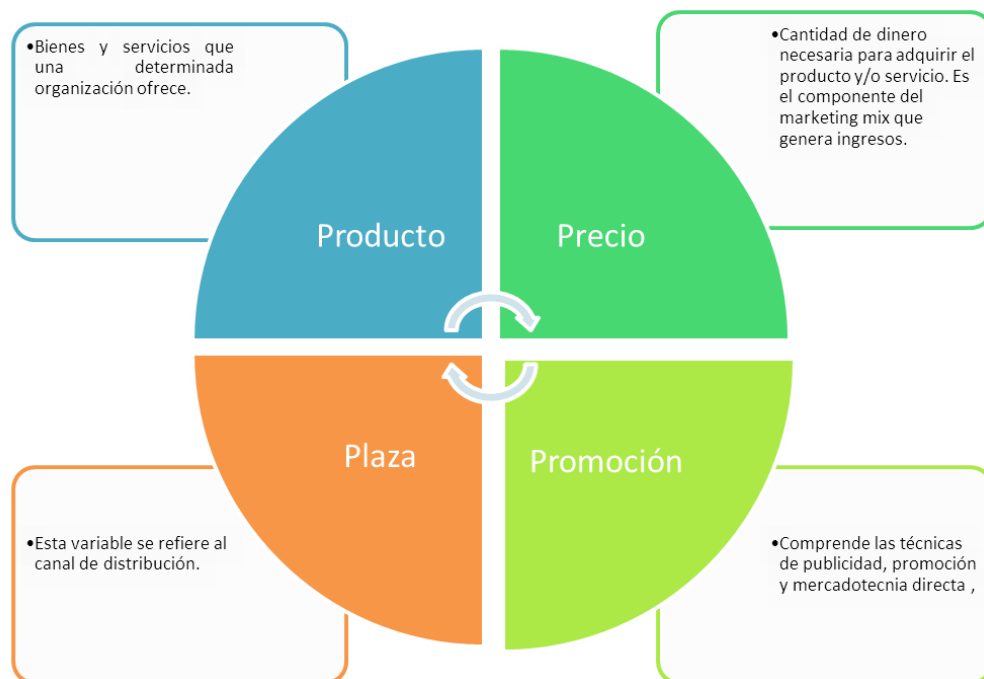 •Bienes y servicios que
una determinada
organización ofrece.
•Cantidad de dinero
necesaria para adquirir el
producto y/o servicio. Es
el componente del
marketing mix que
genera ingresos.
Producto
Precio
Plaza
Promoción
•Esta variable se refiere al
canal de distribución.
•Comprende las técnicas
de publicidad, promoción
y mercadotecnia directa ,